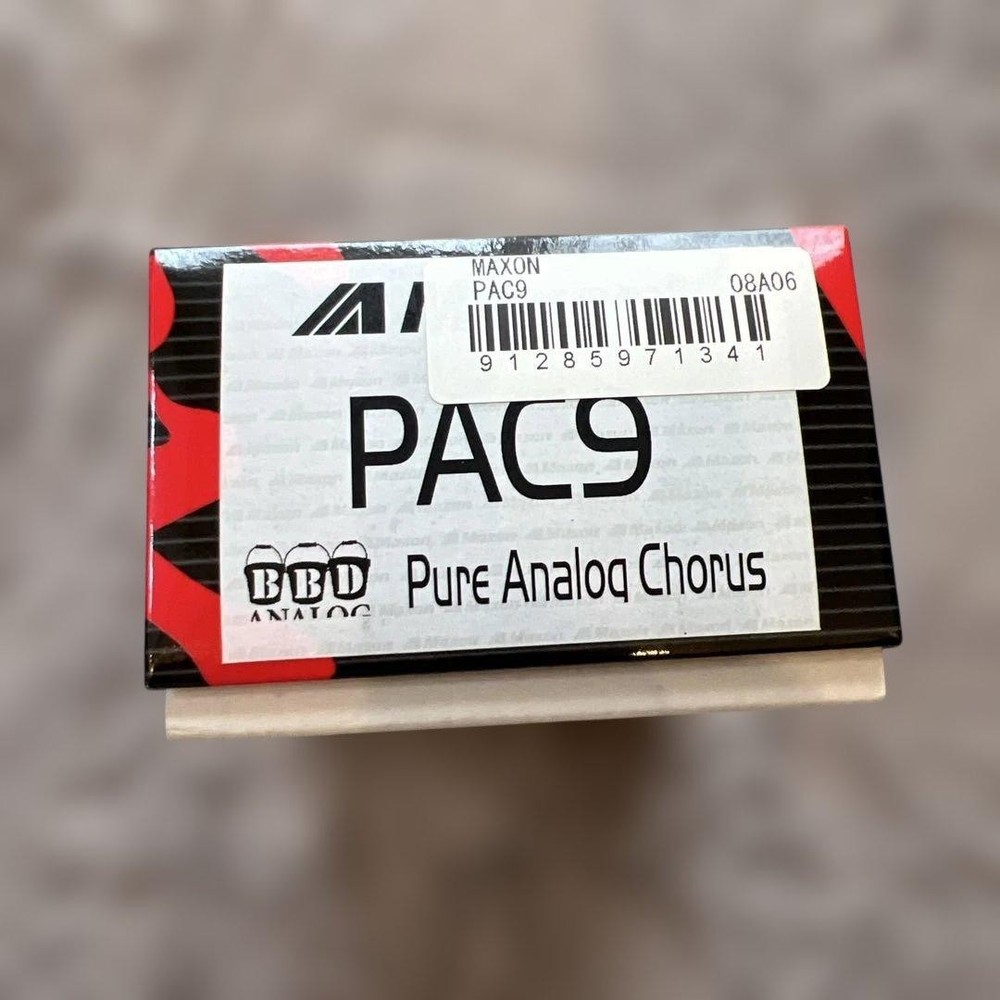 MAXON
PAC9 08A06
91285971341
PAC9
BBD
ANALOG
Pure Analog Chorus